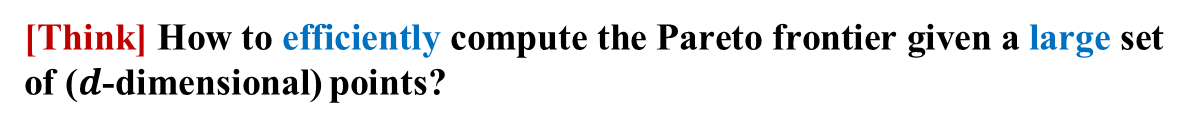 [Think] How to efficiently compute the Pareto frontier given a large set
of (d-dimensional) points?